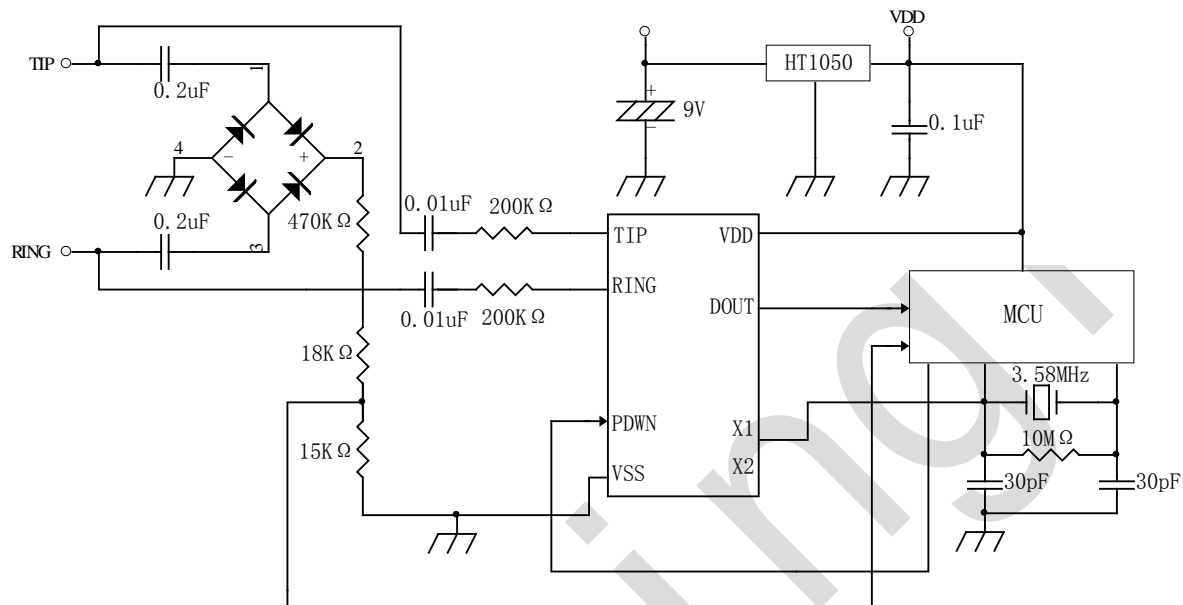 VDD
TIP
1
0.2uF
HT1050
+
9V
-
0.1uF
4
-
+
2
0.2uF
3
RING
470KΩ
0.01uF
200KΩ
0.01uF
200KΩ
TIP
VDD
RING
DOUT
PDWN
X1
X2
VSS
MCU
18KΩ
15KΩ
3.58MHz
10MΩ
30pF
30pF
ing